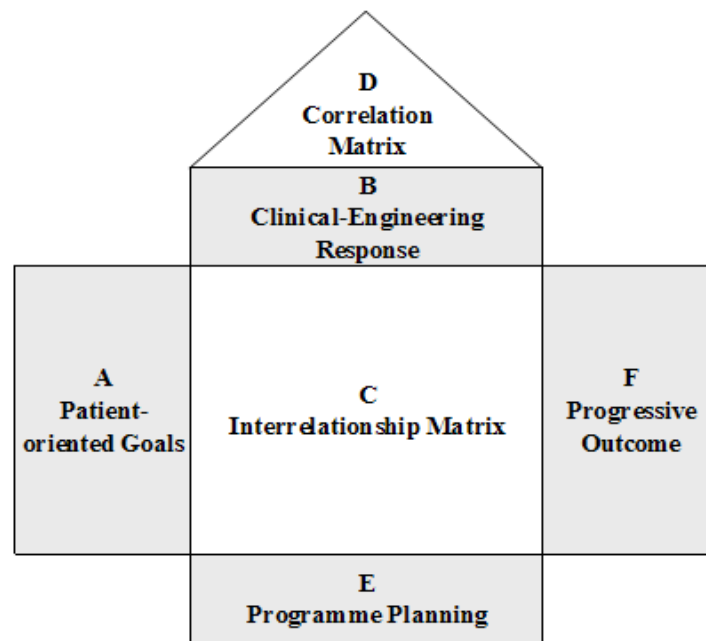 D
Correlation
Matrix
B
Clinical-Engineering
Response
A
Patient-
oriented Goals
C
Interrelationship Matrix
F
Progressive
Outcome
E
Programme Planning